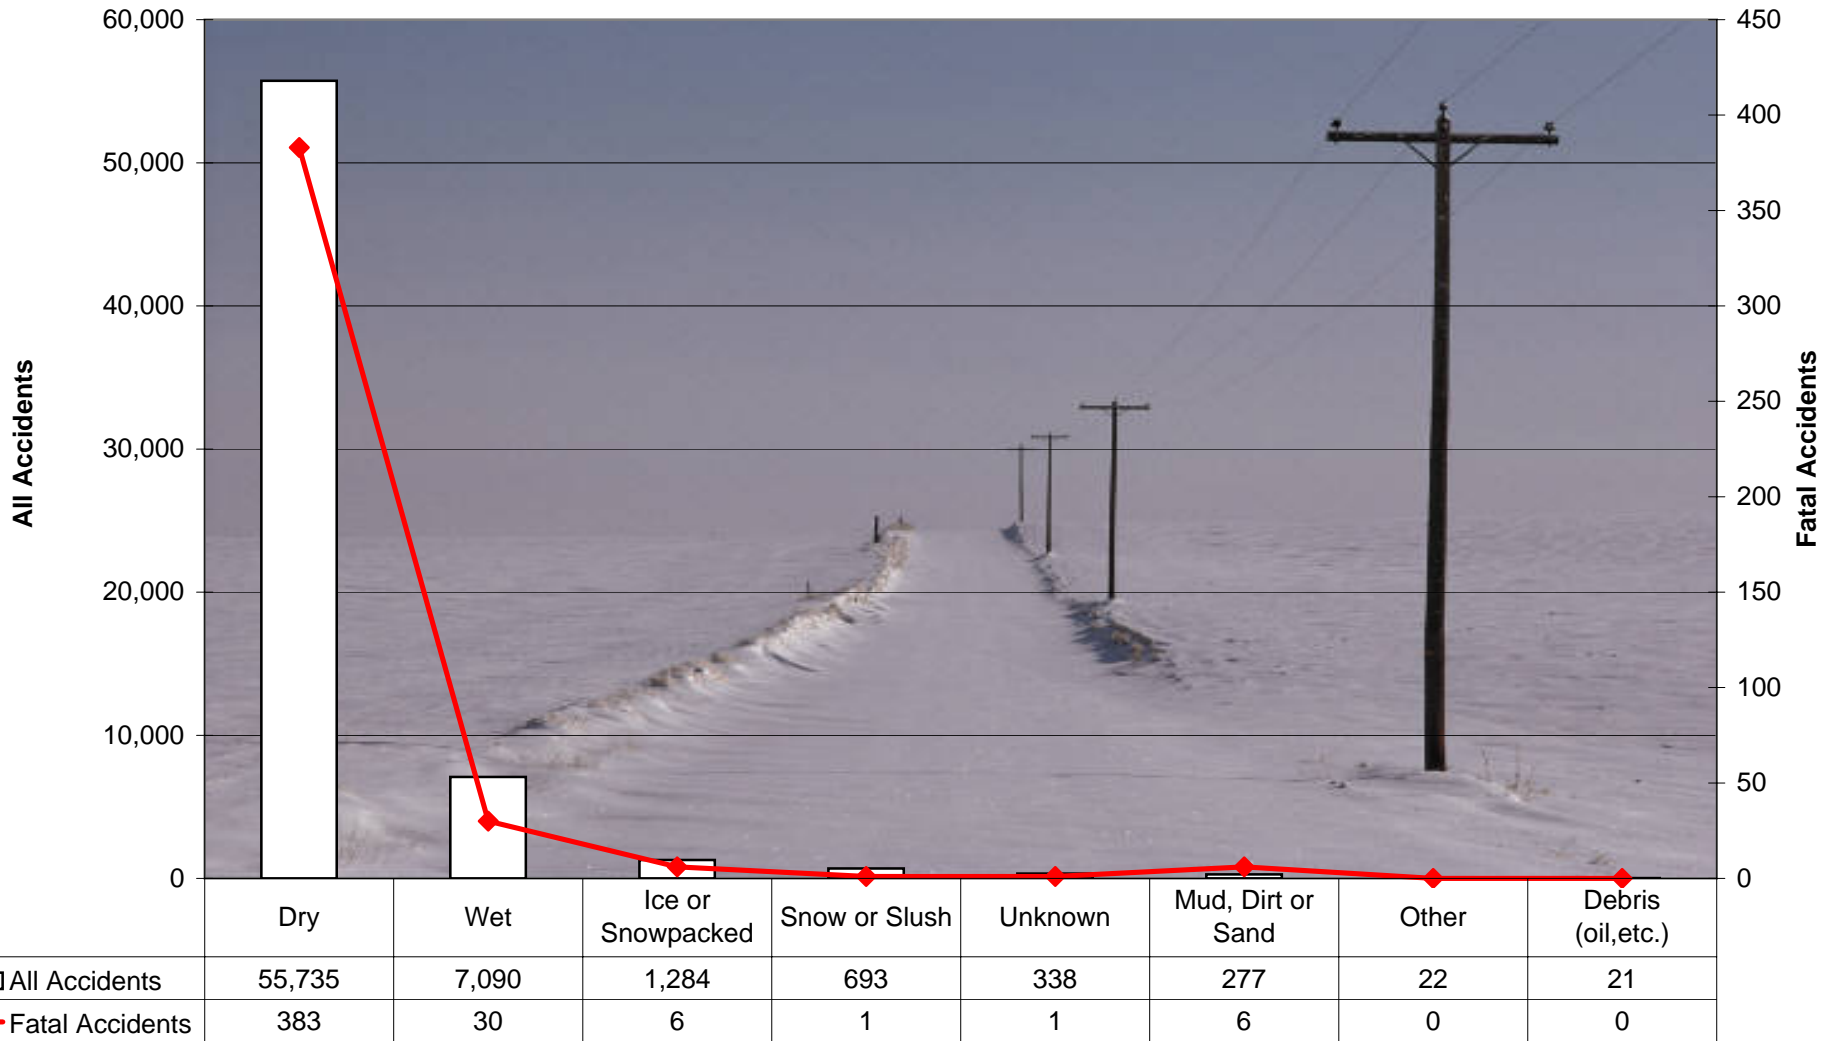 60,000
50,000
40,000
30,000
20,000
10,000
0
All Accidents
450
400
350
300
250
200
150
100
50
0
Fatal Accidents
Dry
Wet
Ice or
Snowpacked
Snow or Slush
Unknown
Mud, Dirt or
Sand
Other
Debris
(oil,etc.)
All Accidents 55,735 7,090 1,284 693 338 277 22 21
Fatal Accidents 383 30 6 1 1 6 0 0